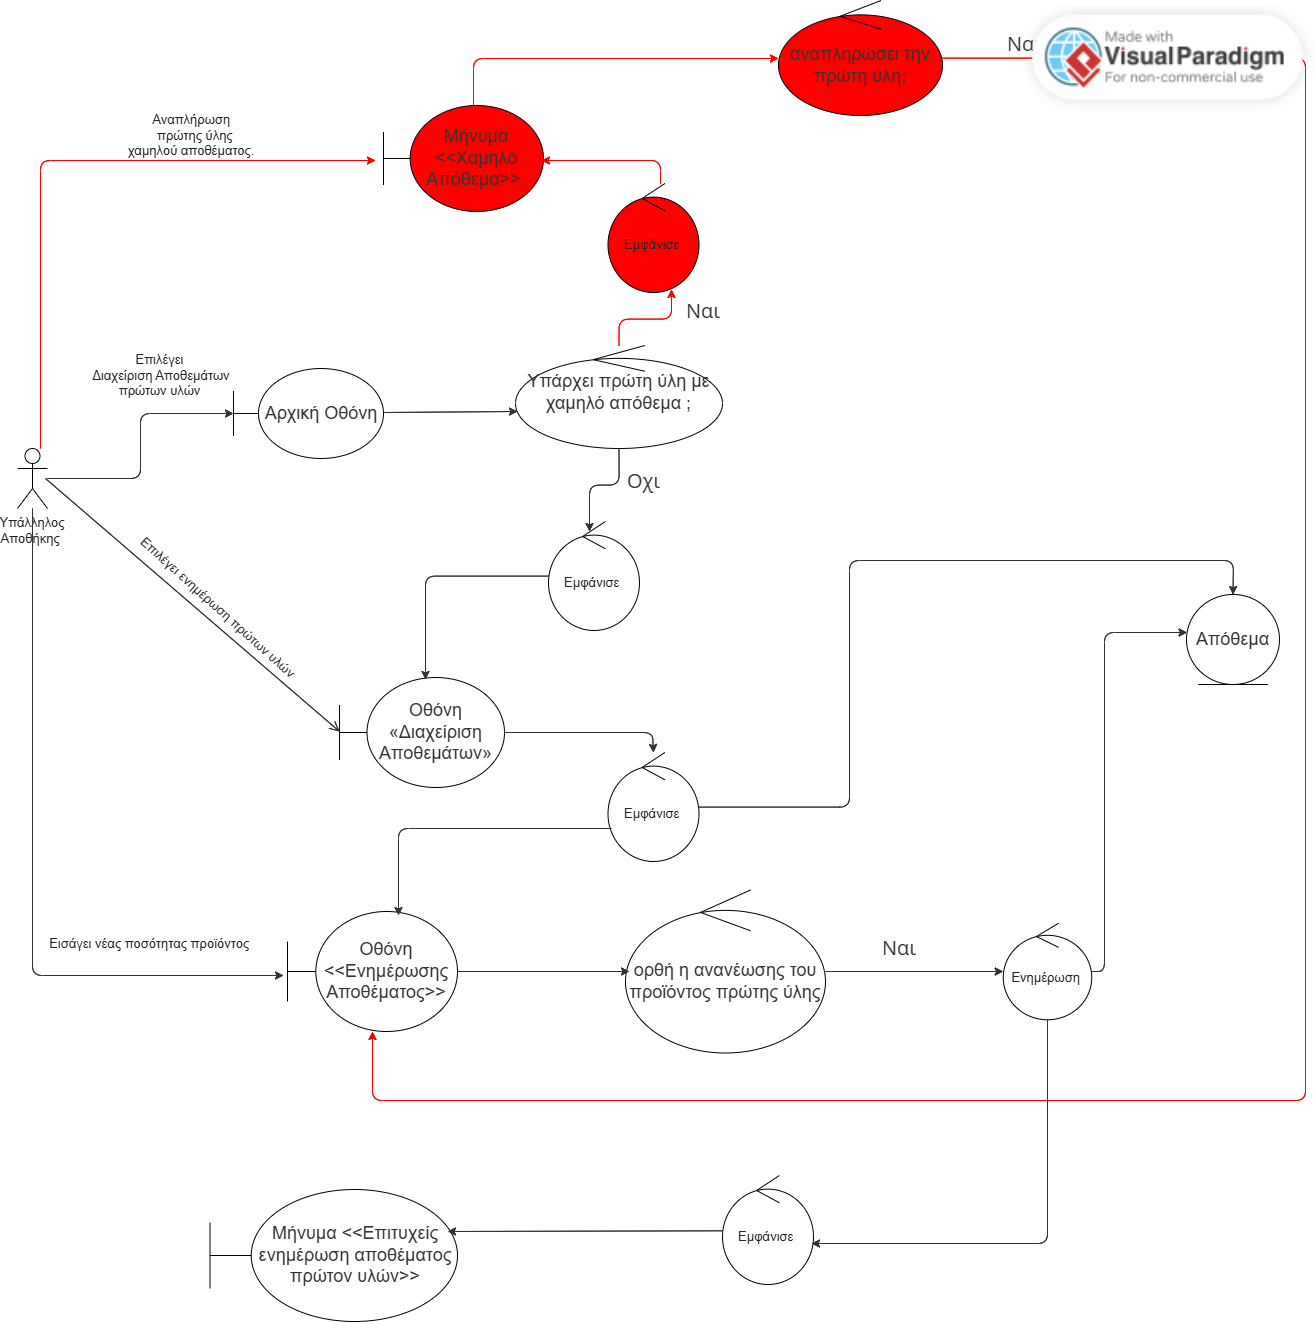 αναπληρώσει την
πρώτη ύλη;
Να
Made with
Visual Paradigm
For non-commercial use
Αναπλήρωση
πρώτης ύλης
χαμηλού αποθέματος.
Μήνυμα
<<Χαμηλό
Απόθεμα>>.
Εμφάνισε
Ναι
Επιλέγει
Διαχείριση Αποθεμάτων
πρώτων υλών
Αρχική Οθόνη
Υπάρχει πρώτη ύλη με
χαμηλό απόθεμα ;
Οχι
Υπάλληλος
Αποθήκης
Επιλέγει ενημέρωση πρώτων υλών
Εμφάνισε
Απόθεμα
Οθόνη
«Διαχείριση
Αποθεμάτων»
Εμφάνισε
Εισάγει νέας ποσότητας προϊόντος
Οθόνη
<<Ενημέρωσης
Αποθέματος>>
ορθή η ανανέωσης του
προϊόντος πρώτης ύλης
Ναι
Ενημέρωση
Μήνυμα <<Επιτυχείς
ενημέρωση αποθέματος
πρώτον υλών>>
Εμφάνισε